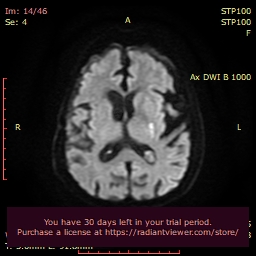 Im: 14/46
Se: 4
A
STP100
STP100
F
Ax DWI B 1000
R
L
You have 30 days left in your trial period.
Purchase a license at https://radiantviewer.com/store/